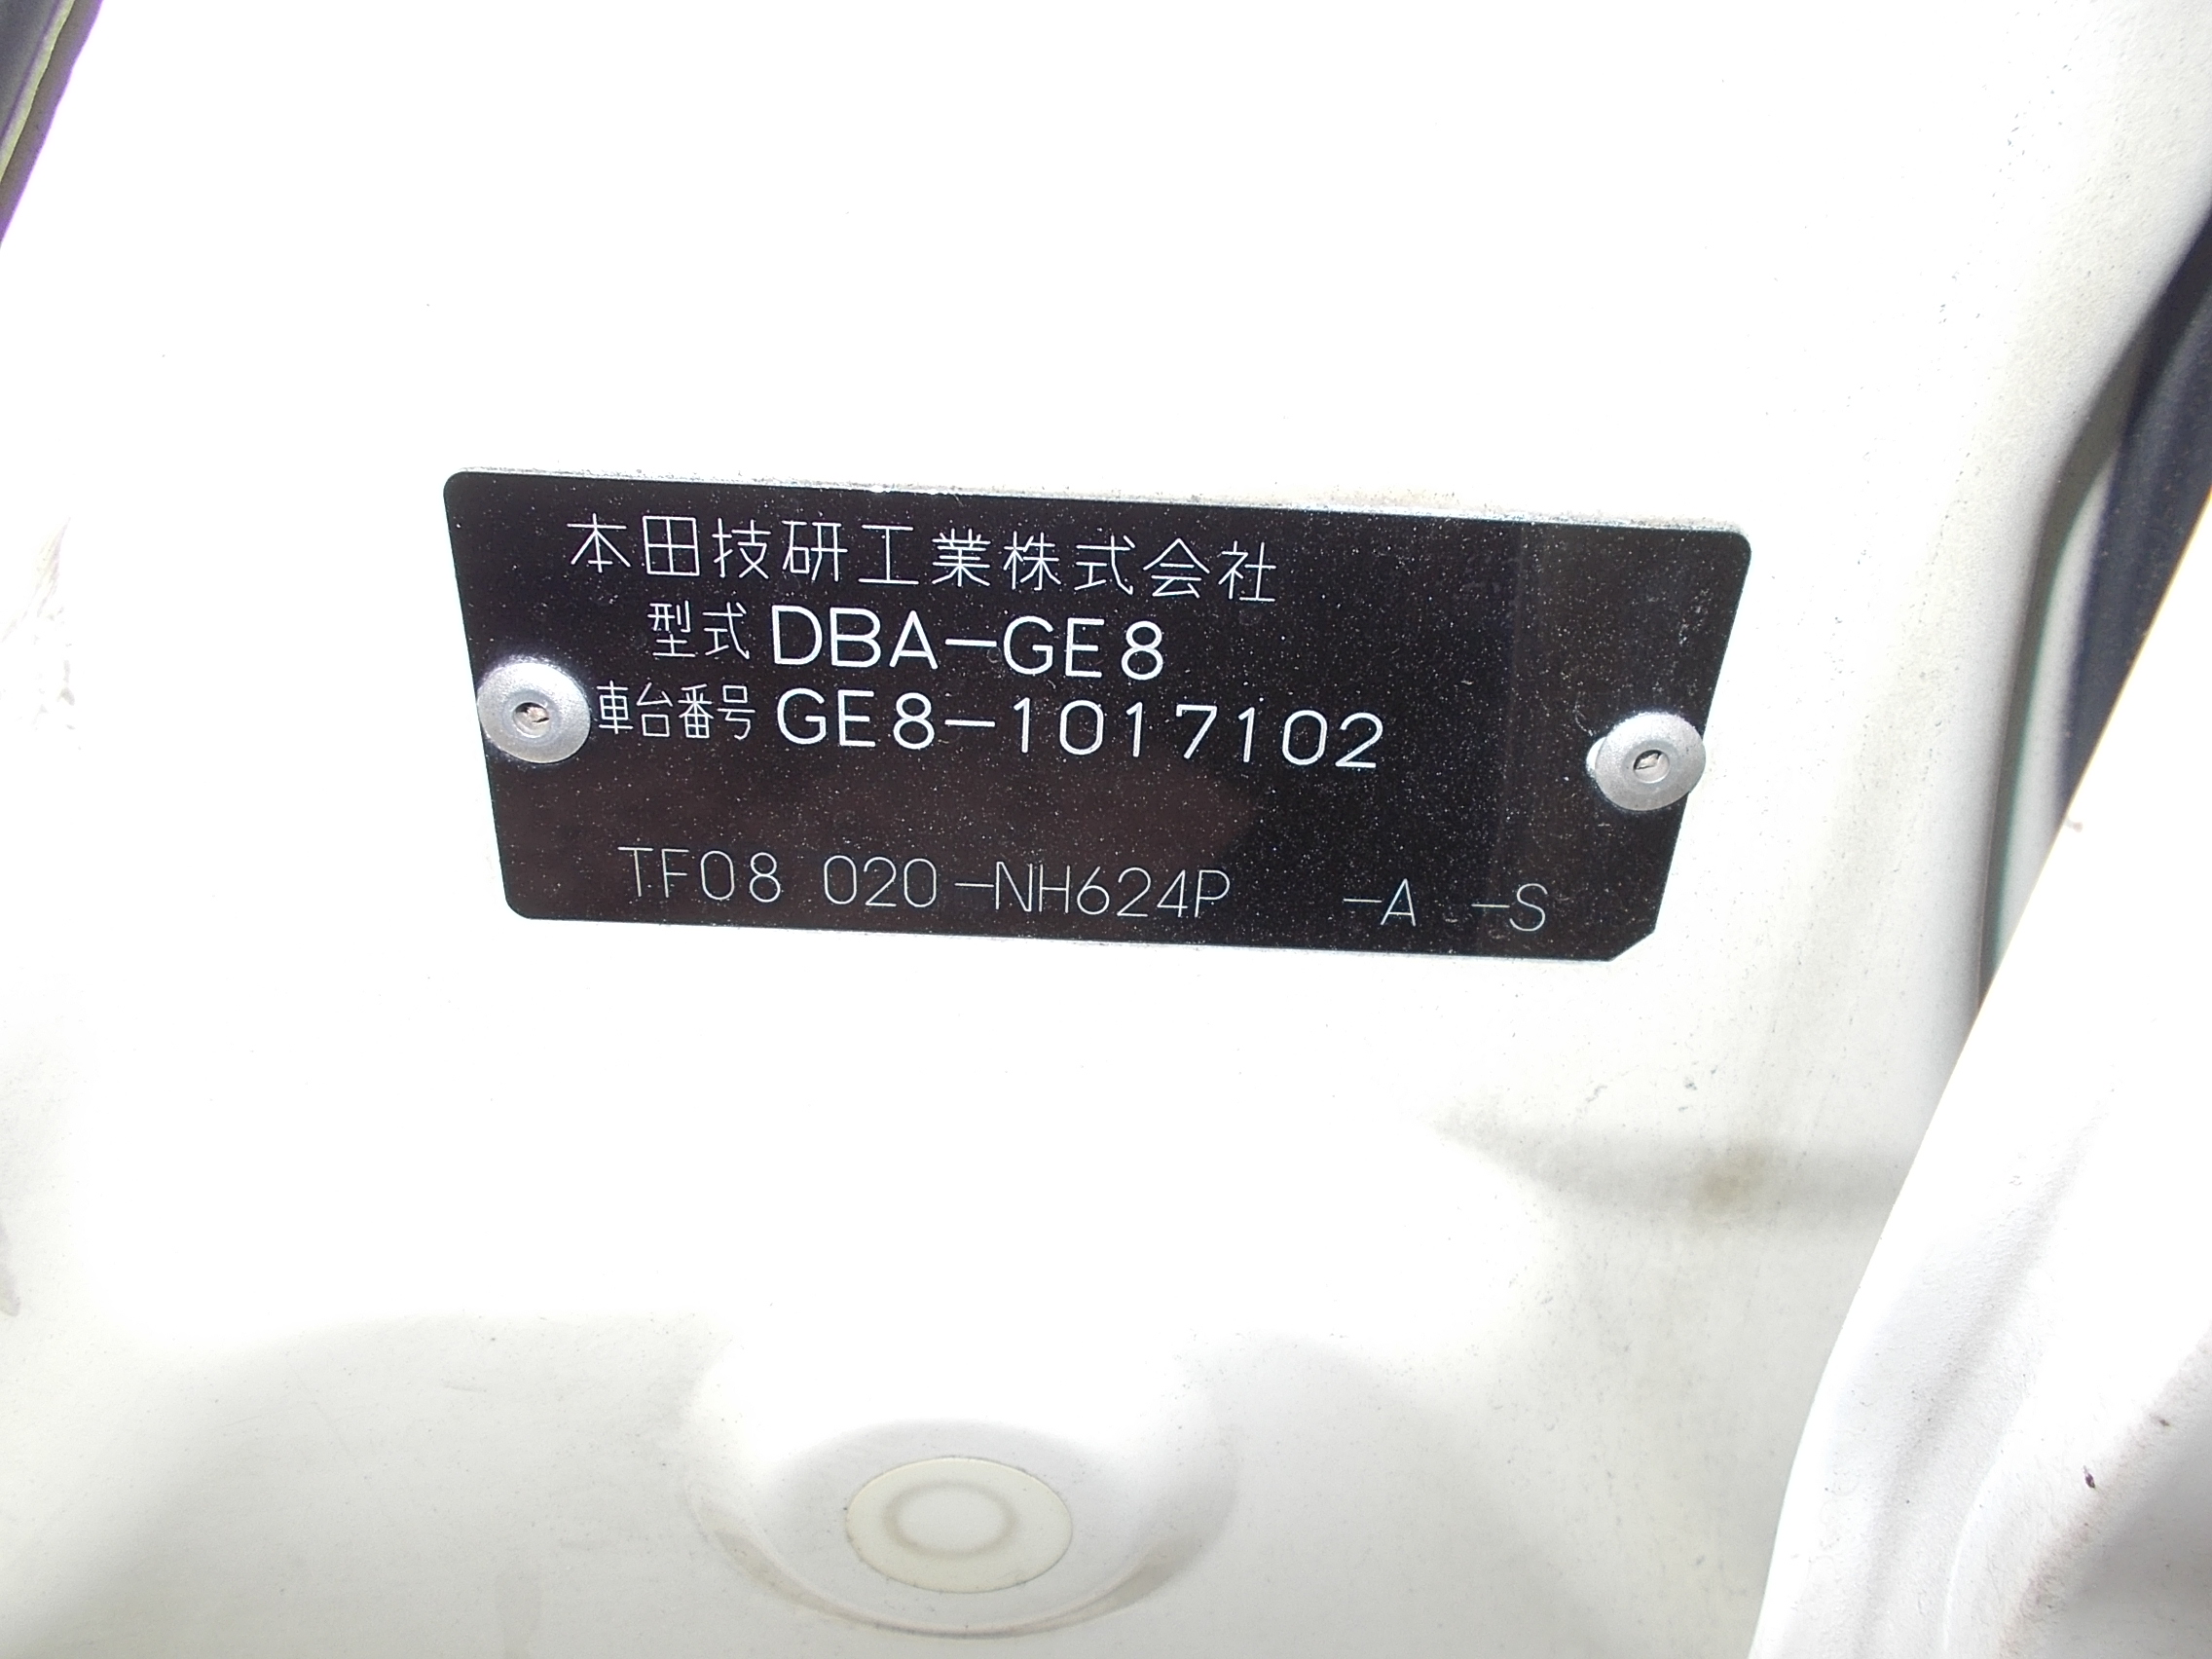 本田技研工業株式会社
型式 DBA-GE8
車台番号 GE8-1017102
TF08 020-NH624P -A -S